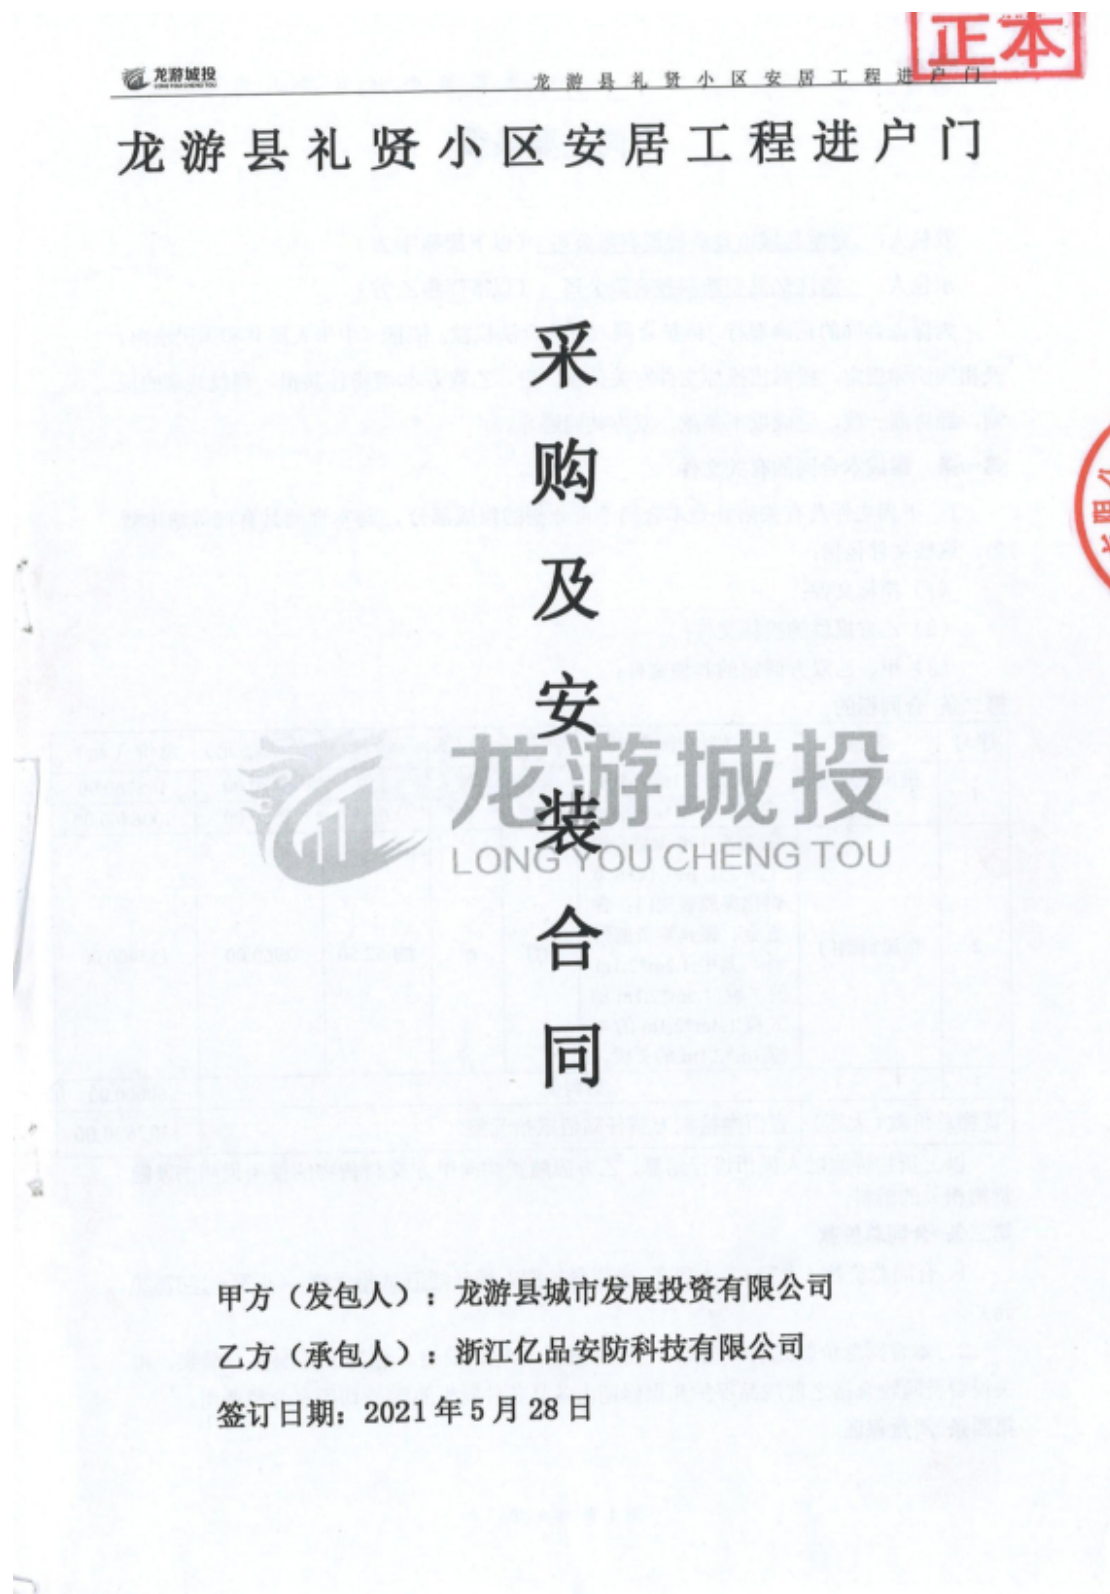 正本
龙游城投
LONG YOU CHENG TOU
龙游县礼贤小区安居工程进户门
龙游县礼贤小区安居工程进户门
采
购
及
安
装
合
同
龙游城投
LONG YOU CHENG TOU
甲方（发包人）：龙游县城市发展投资有限公司
乙方（承包人）：浙江亿品安防科技有限公司
签订日期：2021年5月28日